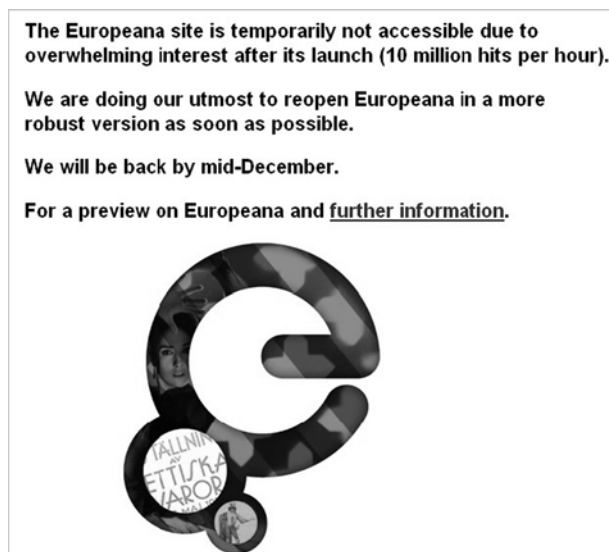 The Europeana site is temporarily not accessible due to
overwhelming interest after its launch (10 million hits per hour).
We are doing our utmost to reopen Europeana in a more
robust version as soon as possible.
We will be back by mid-December.
For a preview on Europeana and further information.
TÄLLNIN
AV
ETTISKA
VAROR
MAJ